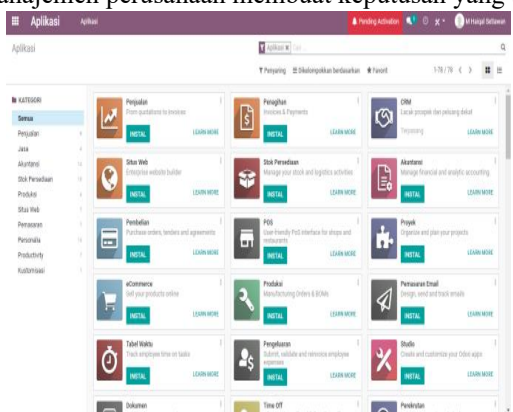 manajemen perusahaan membuat keputusan yang
Aplikasi
Aplikasi
Pending Activation
M Haiqal Setiawan
Aplikasi
Aplikasi
Penyaring
Dikelompokkan berdasarkan
Favorit
1-78 / 78
KATEGORI
Semua
Penjualan
Jasa
Akuntansi
Stok Persediaan
Produksi
Situs Web
Pemasaran
Personalia
Productivity
Kustomisasi
Penjualan
From quotations to invoices
INSTAL LEARN MORE
Penagihan
Invoices & Payments
INSTAL LEARN MORE
CRM
Lacak prospek dan peluang dekat
Terpasang LEARN MORE
Situs Web
Enterprise website builder
INSTAL LEARN MORE
Stok Persediaan
Manage your stock and logistics activities
INSTAL LEARN MORE
Akuntansi
Manage financial and analytic accounting
INSTAL LEARN MORE
Pembelian
Purchase orders, tenders and agreements
INSTAL LEARN MORE
POS
User-friendly PoS interface for shops and
restaurants
INSTAL LEARN MORE
Proyek
Organize and plan your projects
INSTAL LEARN MORE
eCommerce
Sell your products online
INSTAL LEARN MORE
Produksi
Manufacturing Orders & BOMs
INSTAL LEARN MORE
Pemasaran Email
Design, send and track emails
INSTAL LEARN MORE
Tabel Waktu
Track employee time on tasks
INSTAL LEARN MORE
Pengeluaran
Submit, validate and reinvoice employee
expenses
INSTAL LEARN MORE
Studio
Create and customize your Odoo apps
INSTAL LEARN MORE
Dokumen
Time Off
Perekrutan